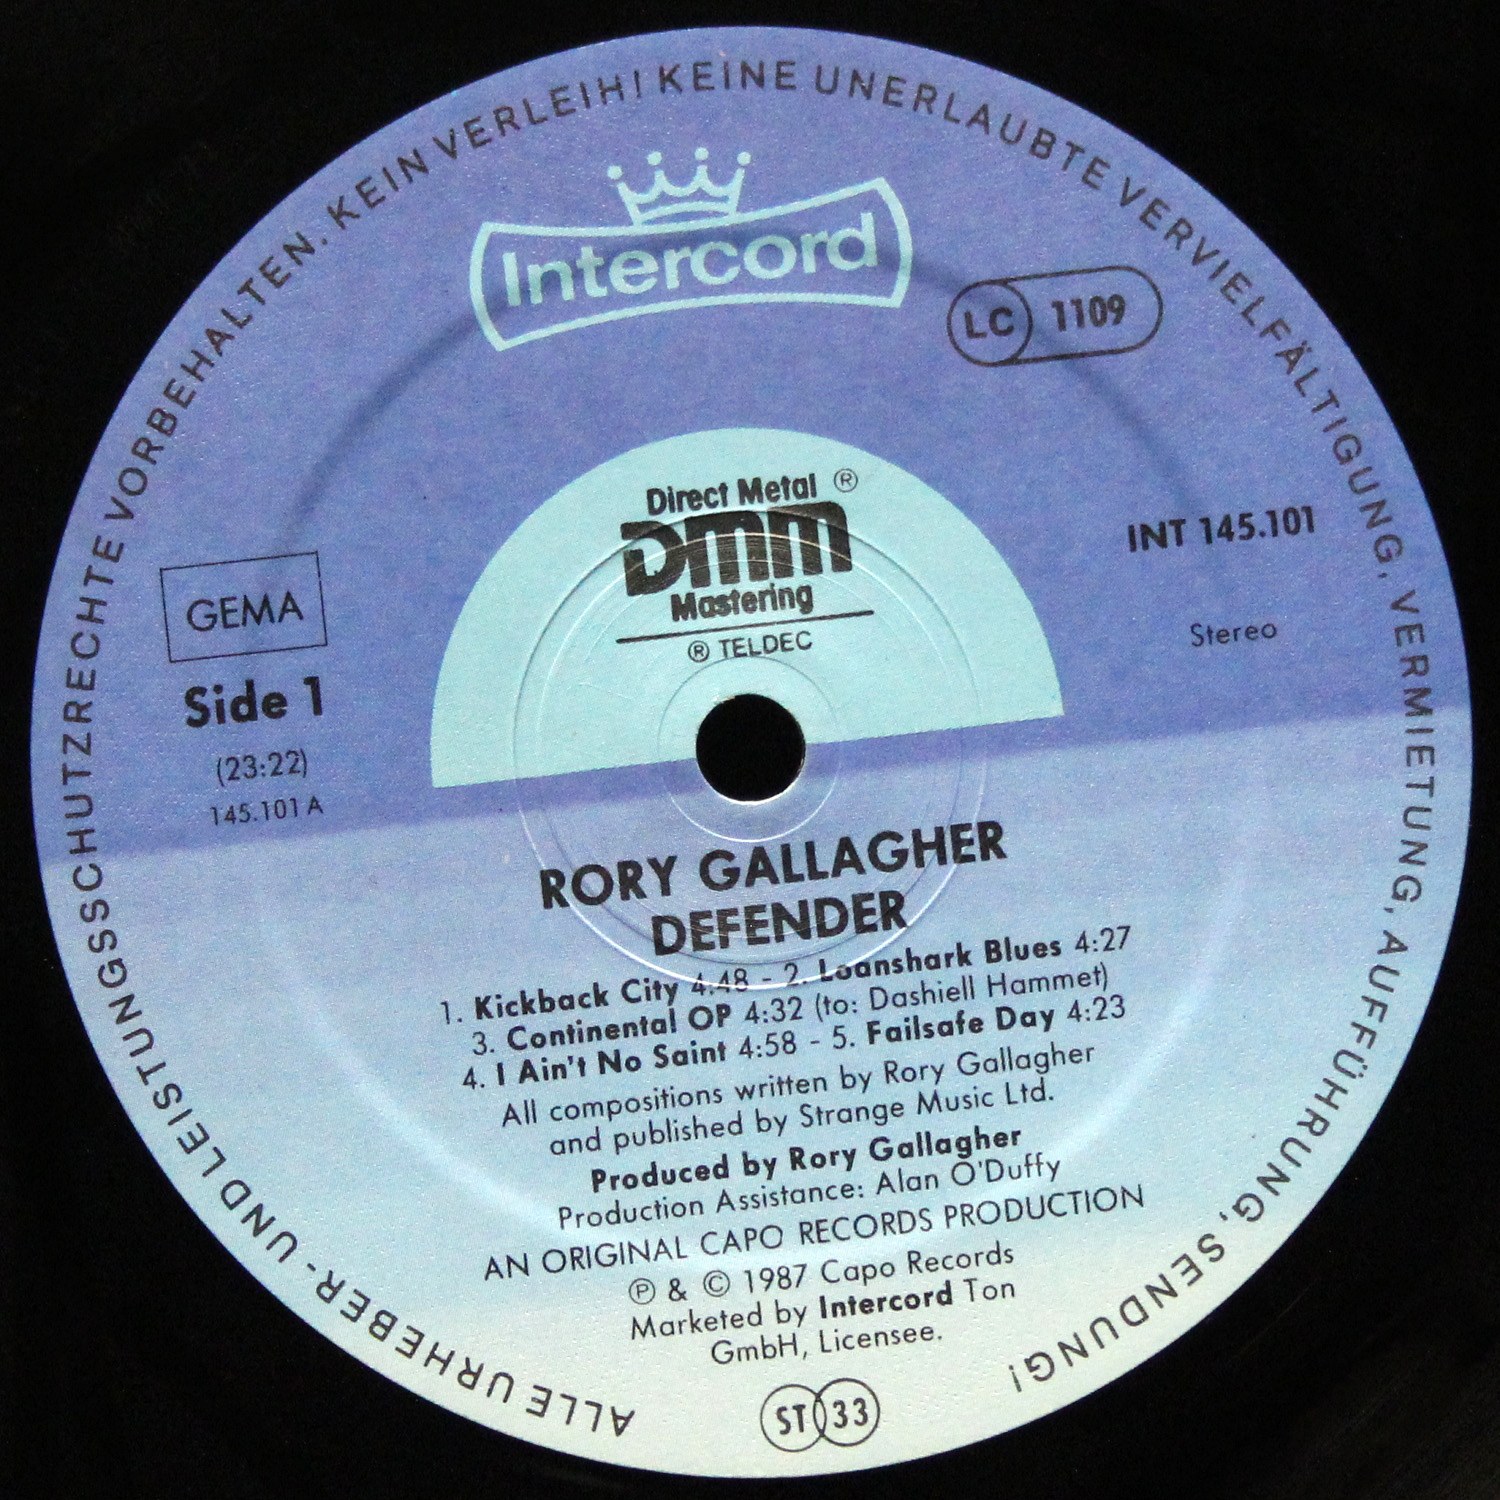 ALLE URHEBER- UND LEISTUNGSSCHUTZRECHTE VORBEHALTEN. KEIN VERLEIH! KEINE UNERLAUBTE VERVIELFÄLTIGUNG, VERMIETUNG, AUFFÜHRUNG, SENDUNG!
Intercord
LC 1109
Direct Metal ®
DMM
Mastering
® TELDEC
INT 145.101
Stereo
GEMA
Side 1
(23:22)
145.101 A
RORY GALLAGHER
DEFENDER
1. Kickback City 4:48 - 2. Loanshark Blues 4:27
3. Continental OP 4:32 (to: Dashiell Hammet)
4. I Ain't No Saint 4:58 - 5. Failsafe Day 4:23
All compositions written by Rory Gallagher
and published by Strange Music Ltd.
Produced by Rory Gallagher
Production Assistance: Alan O'Duffy
AN ORIGINAL CAPO RECORDS PRODUCTION
℗ & © 1987 Capo Records
Marketed by Intercord Ton
GmbH, Licensee.
ST 33